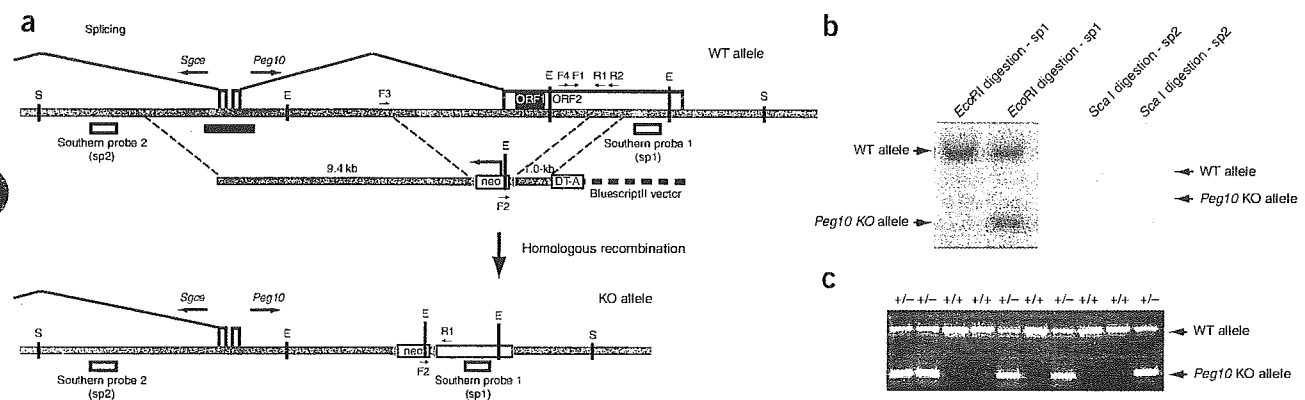 a
Splicing
Sgce
Peg10
WT allele
S
E
F3
E
F4 F1
R1 R2
E
S
ORF1
ORF2
Southern probe 2
(sp2)
Southern probe 1
(sp1)
9.4 kb
E
1.0-kb
neo
DT-A
F2
BluescriptII vector
Homologous recombination
Sgce
Peg10
KO allele
S
E
E
R1
E
S
neo
F2
Southern probe 2
(sp2)
Southern probe 1
(sp1)
b
EcoRI digestion - sp1
EcoRI digestion - sp1
Sca I digestion - sp2
Sca I digestion - sp2
WT allele
WT allele
Peg10 KO allele
Peg10 KO allele
c
+/− +/− +/+ +/+ +/− +/+ +/− +/+ +/+ +/−
WT allele
Peg10 KO allele